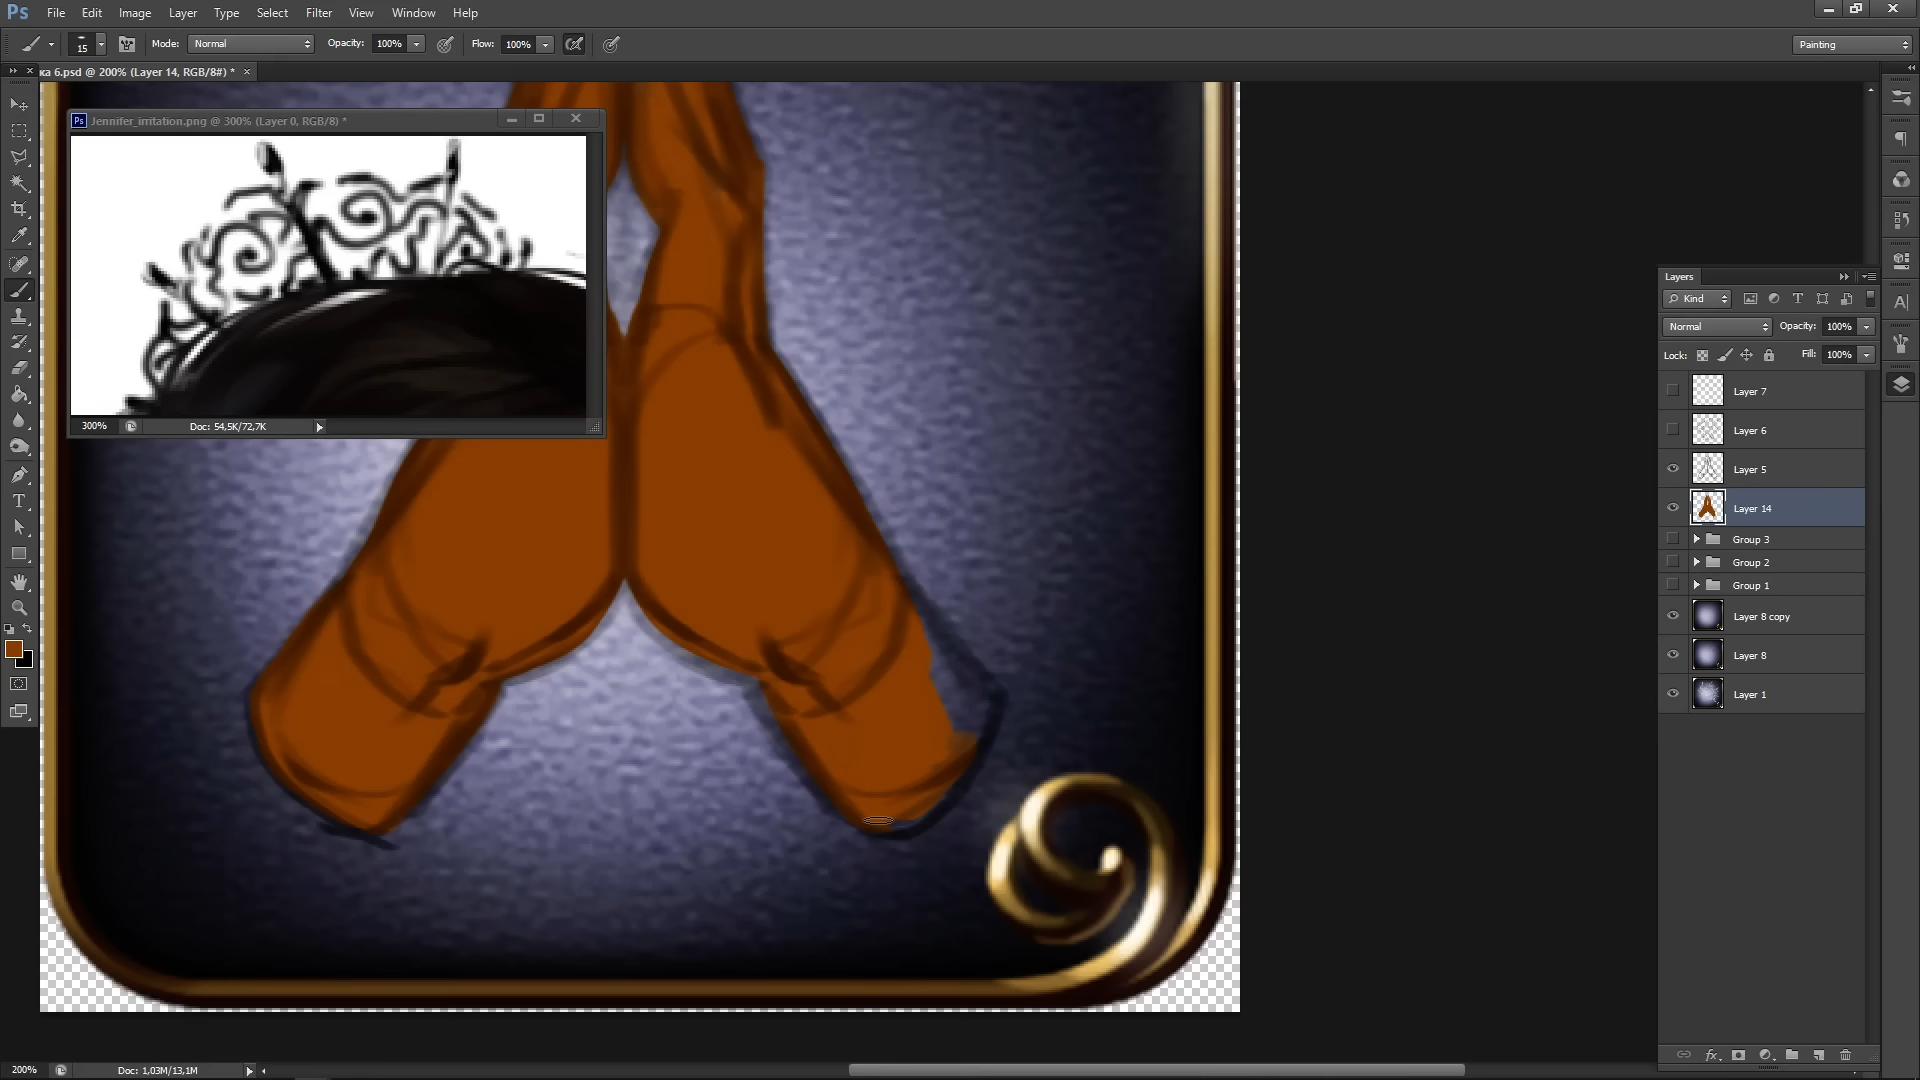 Ps File Edit Image Layer Type Select Filter View Window Help
15 Mode: Normal Opacity: 100% Flow: 100% Painting
ка 6.psd @ 200% (Layer 14, RGB/8#) * ×
Ps Jennifer_irritation.png @ 300% (Layer 0, RGB/8) *
300% Doc: 54,5K/72,7K
Layers
Kind
Normal Opacity: 100%
Lock: Fill: 100%
Layer 7
Layer 6
Layer 5
Layer 14
Group 3
Group 2
Group 1
Layer 8 copy
Layer 8
Layer 1
fx
200% Doc: 1,03M/13,1M